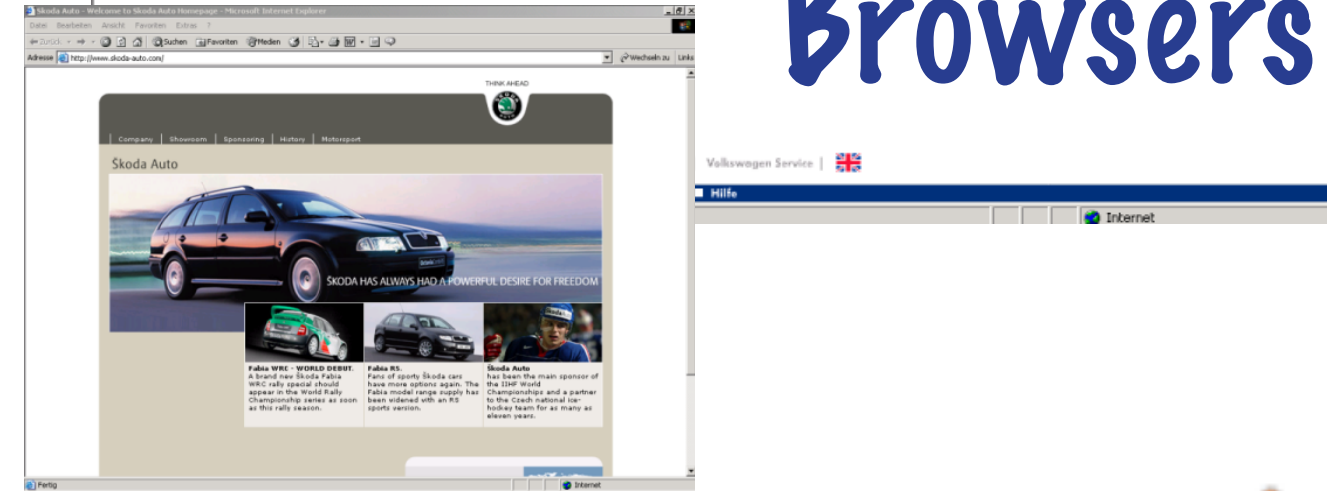 Skoda Auto - Welcome to Skoda Auto Homepage - Microsoft Internet Explorer
Datei Bearbeiten Ansicht Favoriten Extras ?
Zurück Suchen Favoriten Medien
Adresse http://www.skoda-auto.com/ Wechseln zu Links
THINK AHEAD
Company | Showroom | Sponsoring | History | Motorsport
Škoda Auto
ŠKODA HAS ALWAYS HAD A POWERFUL DESIRE FOR FREEDOM
Fabia WRC - WORLD DEBUT.
A brand new Škoda Fabia
WRC rally special should
appear in the World Rally
Championship series as soon
as this rally season.
Fabia RS.
Fans of sporty Škoda cars
have more options again. The
Fabia model range supply has
been widened with an RS
sports version.
Škoda Auto
has been the main sponsor of
the IIHF World
Championships and a partner
to the Czech national ice-
hockey team for as many as
eleven years.
Fertig Internet
Browsers
Volkswagen Service |
Hilfe
Internet